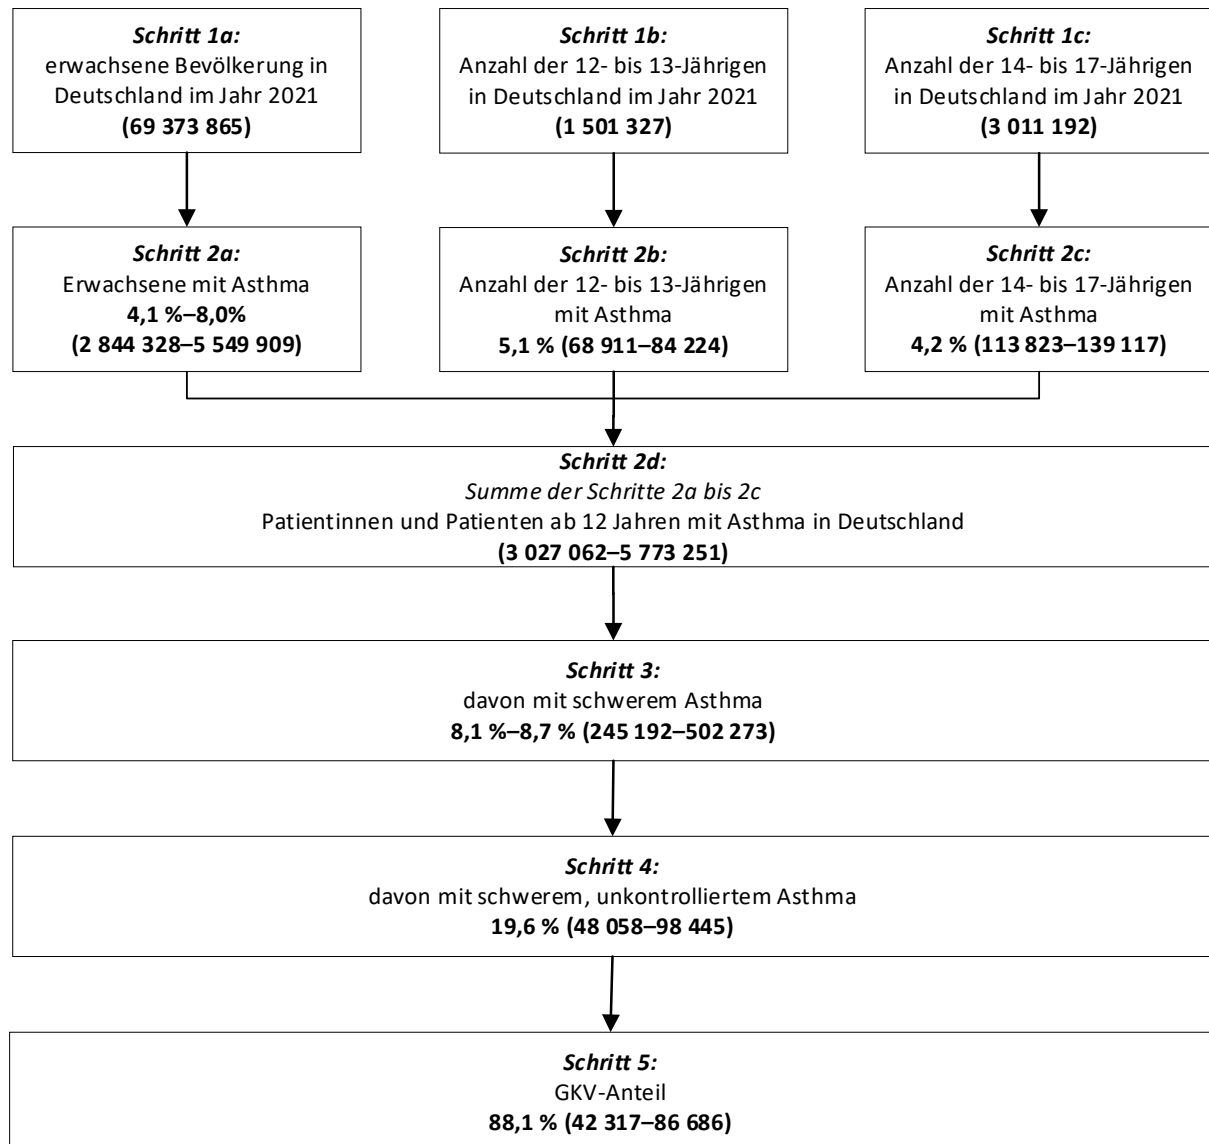 Schritt 1a:
erwachsene Bevölkerung in
Deutschland im Jahr 2021
(69 373 865)
Schritt 1b:
Anzahl der 12- bis 13-Jährigen
in Deutschland im Jahr 2021
(1 501 327)
Schritt 1c:
Anzahl der 14- bis 17-Jährigen
in Deutschland im Jahr 2021
(3 011 192)
Schritt 2a:
Erwachsene mit Asthma
4,1 %–8,0%
(2 844 328–5 549 909)
Schritt 2b:
Anzahl der 12- bis 13-Jährigen
mit Asthma
5,1 % (68 911–84 224)
Schritt 2c:
Anzahl der 14- bis 17-Jährigen
mit Asthma
4,2 % (113 823–139 117)
Schritt 2d:
Summe der Schritte 2a bis 2c
Patientinnen und Patienten ab 12 Jahren mit Asthma in Deutschland
(3 027 062–5 773 251)
Schritt 3:
davon mit schwerem Asthma
8,1 %–8,7 % (245 192–502 273)
Schritt 4:
davon mit schwerem, unkontrolliertem Asthma
19,6 % (48 058–98 445)
Schritt 5:
GKV-Anteil
88,1 % (42 317–86 686)